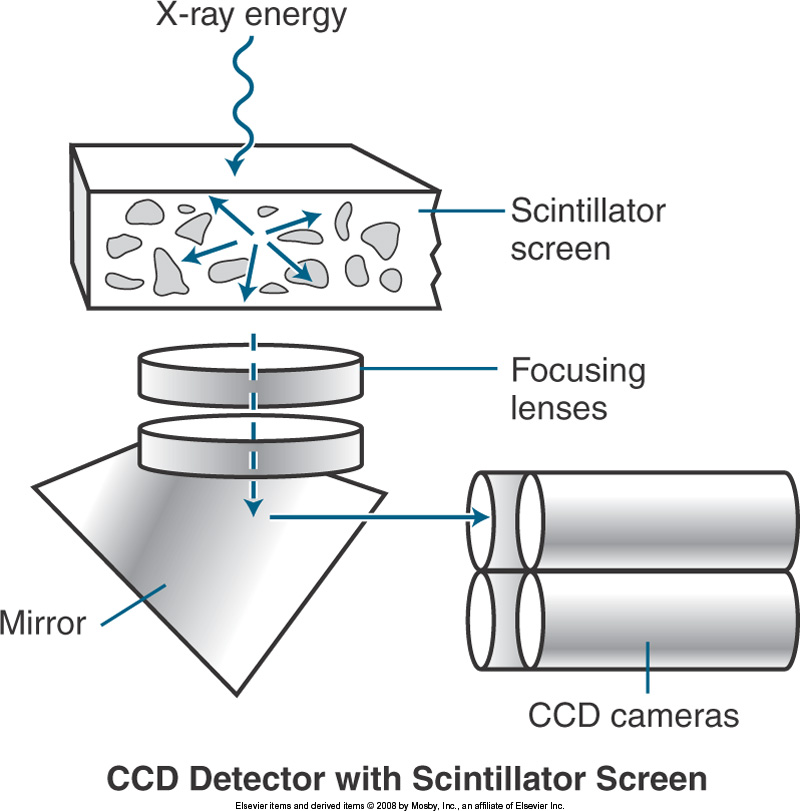 X-ray energy
Scintillator
screen
Focusing
lenses
Mirror
CCD cameras
CCD Detector with Scintillator Screen
Elsevier items and derived items © 2008 by Mosby, Inc., an affiliate of Elsevier Inc.